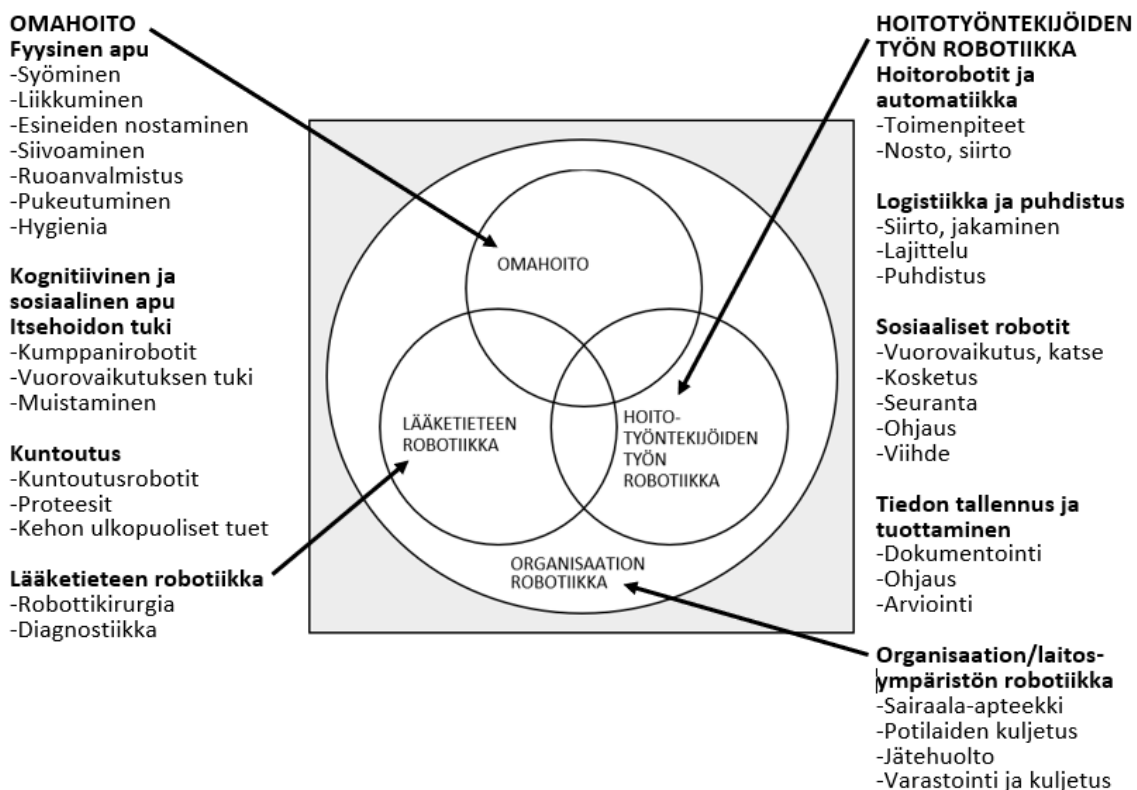 OMAHOITO
Fyysinen apu
-Syöminen
-Liikkuminen
-Esineiden nostaminen
-Siivoaminen
-Ruoanvalmistus
-Pukeutuminen
-Hygienia
Kognitiivinen ja
sosiaalinen apu
Itsehoidon tuki
-Kumppanirobotit
-Vuorovaikutuksen tuki
-Muistaminen
Kuntoutus
-Kuntoutusrobotit
-Proteesit
-Kehon ulkopuoliset tuet
Lääketieteen robotiikka
-Robottikirurgia
-Diagnostiikka
OMAHOITO
LÄÄKETIETEEN
ROBOTIIKKA
HOITO-
TYÖNTEKIJÖIDEN
TYÖN
ROBOTIIKKA
ORGANISAATION
ROBOTIIKKA
HOITOTYÖNTEKIJÖIDEN
TYÖN ROBOTIIKKA
Hoitorobotit ja
automatiikka
-Toimenpiteet
-Nosto, siirto
Logistiikka ja puhdistus
-Siirto, jakaminen
-Lajittelu
-Puhdistus
Sosiaaliset robotit
-Vuorovaikutus, katse
-Kosketus
-Seuranta
-Ohjaus
-Viihde
Tiedon tallennus ja
tuottaminen
-Dokumentointi
-Ohjaus
-Arviointi
Organisaation/laitos-
ympäristön robotiikka
-Sairaala-apteekki
-Potilaiden kuljetus
-Jätehuolto
-Varastointi ja kuljetus